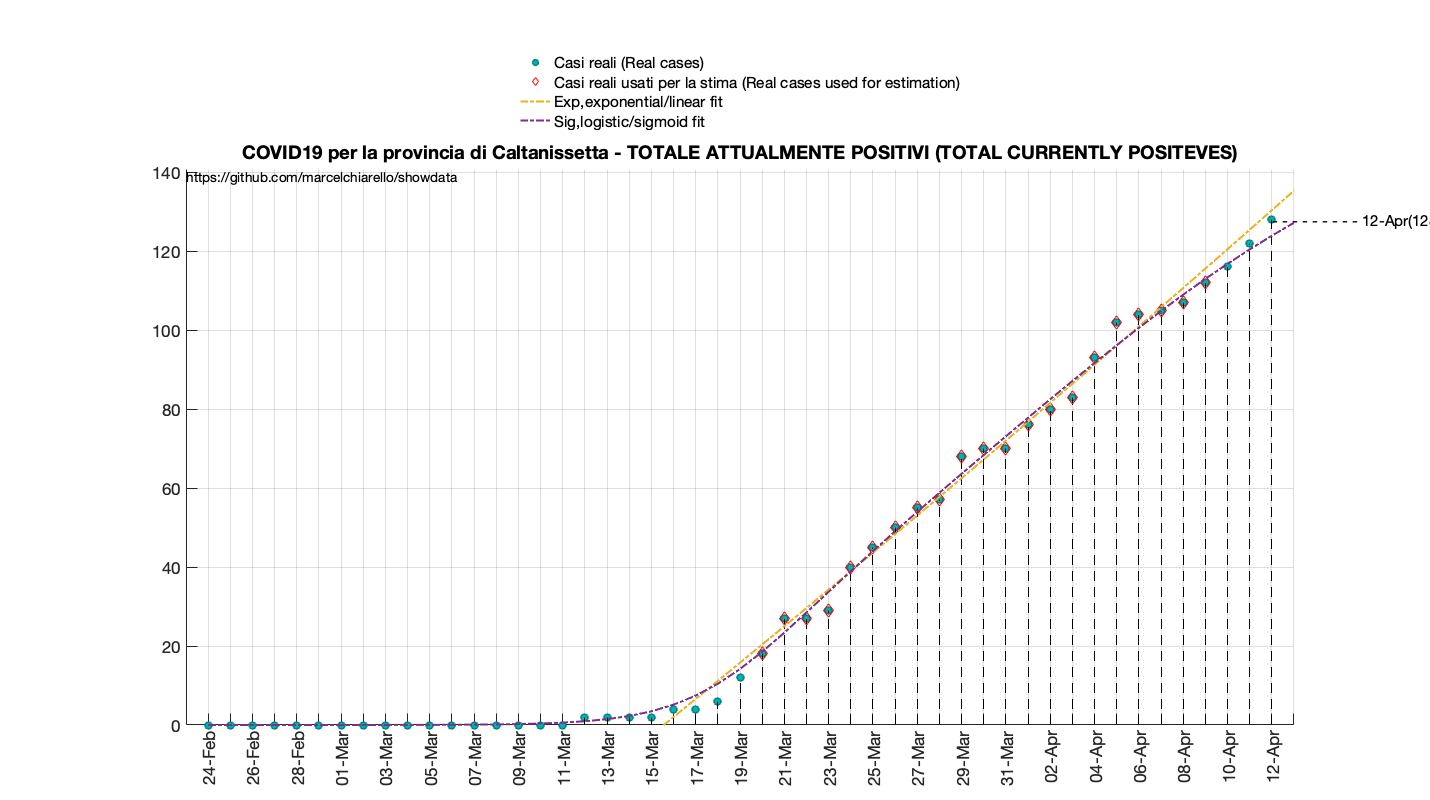 Casi reali (Real cases)
Casi reali usati per la stima (Real cases used for estimation)
Exp,exponential/linear fit
Sig,logistic/sigmoid fit
COVID19 per la provincia di Caltanissetta - TOTALE ATTUALMENTE POSITIVI (TOTAL CURRENTLY POSITEVES)
https://github.com/marcelchiarello/showdata
140
120
100
80
60
40
20
0
12-Apr(12
24-Feb
26-Feb
28-Feb
01-Mar
03-Mar
05-Mar
07-Mar
09-Mar
11-Mar
13-Mar
15-Mar
17-Mar
19-Mar
21-Mar
23-Mar
25-Mar
27-Mar
29-Mar
31-Mar
02-Apr
04-Apr
06-Apr
08-Apr
10-Apr
12-Apr